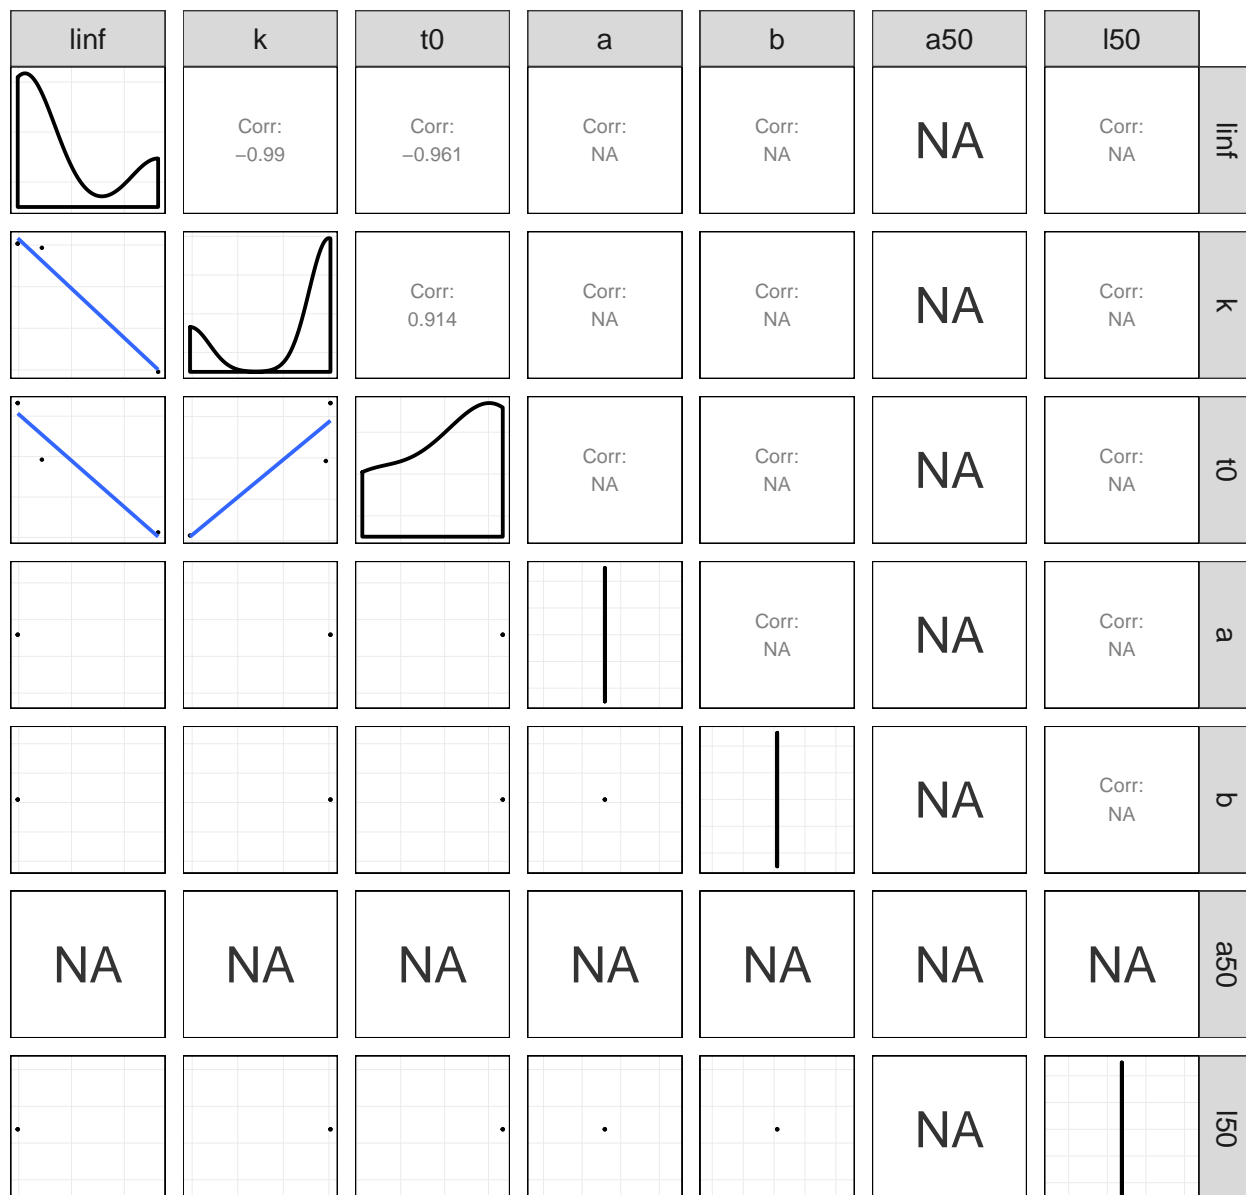 linf k t0 a b a50 l50
Corr: Corr: Corr: Corr: NA Corr: linf
−0.99 −0.961 NA NA NA
Corr: Corr: Corr: NA Corr: k
0.914 NA NA NA
Corr: Corr: NA Corr: t0
NA NA NA
Corr: NA Corr: a
NA NA
NA Corr: b
NA
NA NA NA NA NA NA NA a50
NA l50